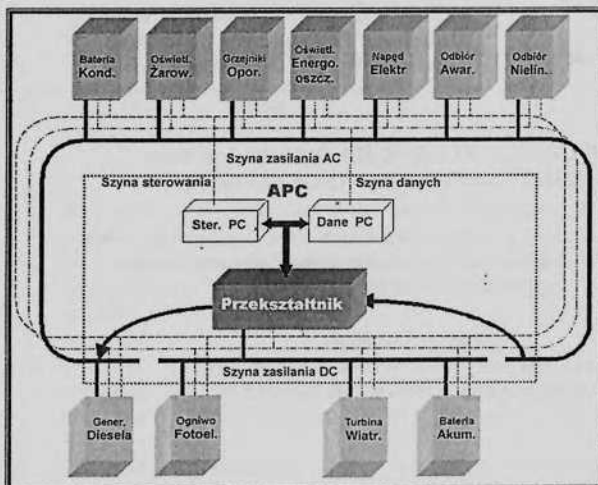 Bateria
Kond.
Oświetl.
Żarow.
Grzejniki
Opor.
Oświetl.
Energo.
oszcz.
Napęd
Elektr
Odbiór
Awar.
Odbiór
Nielin..
Szyna zasilania AC
Szyna sterowania
Szyna danych
APC
Ster. PC
Dane PC
Przekształtnik
Szyna zasilania DC
Gener.
Diesela
Ogniwo
Fotoel.
Turbina
Wiatr.
Bateria
Akum.